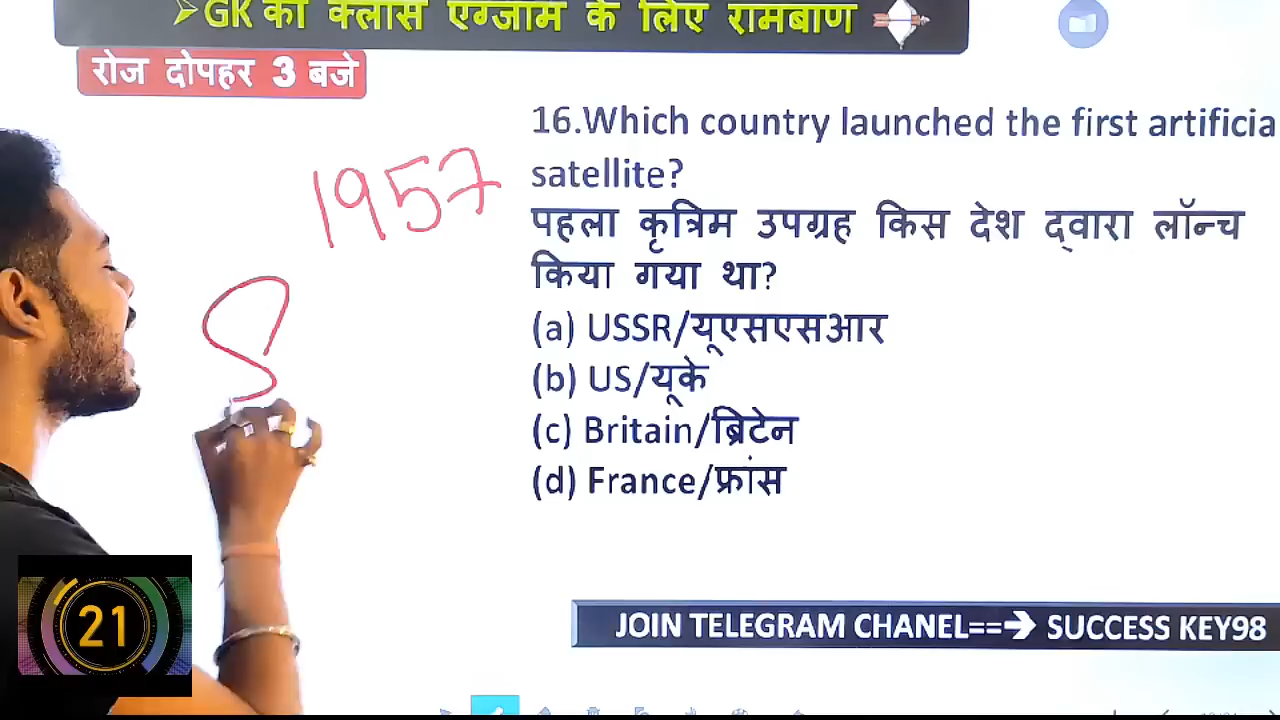 ➢GK की क्लास एग्जाम के लिए रामबाण
रोज दोपहर 3 बजे
16.Which country launched the first artificia
satellite?
पहला कृत्रिम उपग्रह किस देश द्वारा लॉन्च
किया गया था?
(a) USSR/यूएसएसआर
(b) US/यूके
(c) Britain/ब्रिटेन
(d) France/फ्रांस
1957
S
21
JOIN TELEGRAM CHANEL==➔ SUCCESS KEY98